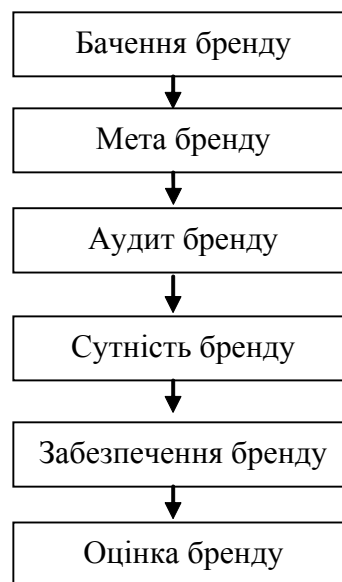 Бачення бренду
Мета бренду
Аудит бренду
Сутність бренду
Забезпечення бренду
Оцінка бренду